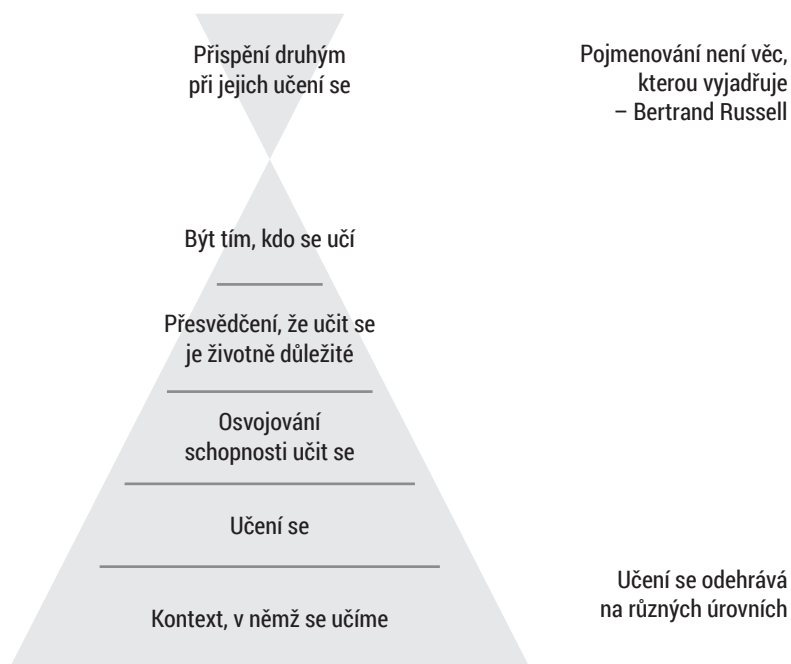 Přispění druhým
při jejich učení se
Pojmenování není věc,
kterou vyjadřuje
– Bertrand Russell
Být tím, kdo se učí
Přesvědčení, že učit se
je životně důležité
Osvojování
schopnosti učit se
Učení se
Kontext, v němž se učíme
Učení se odehrává
na různých úrovních